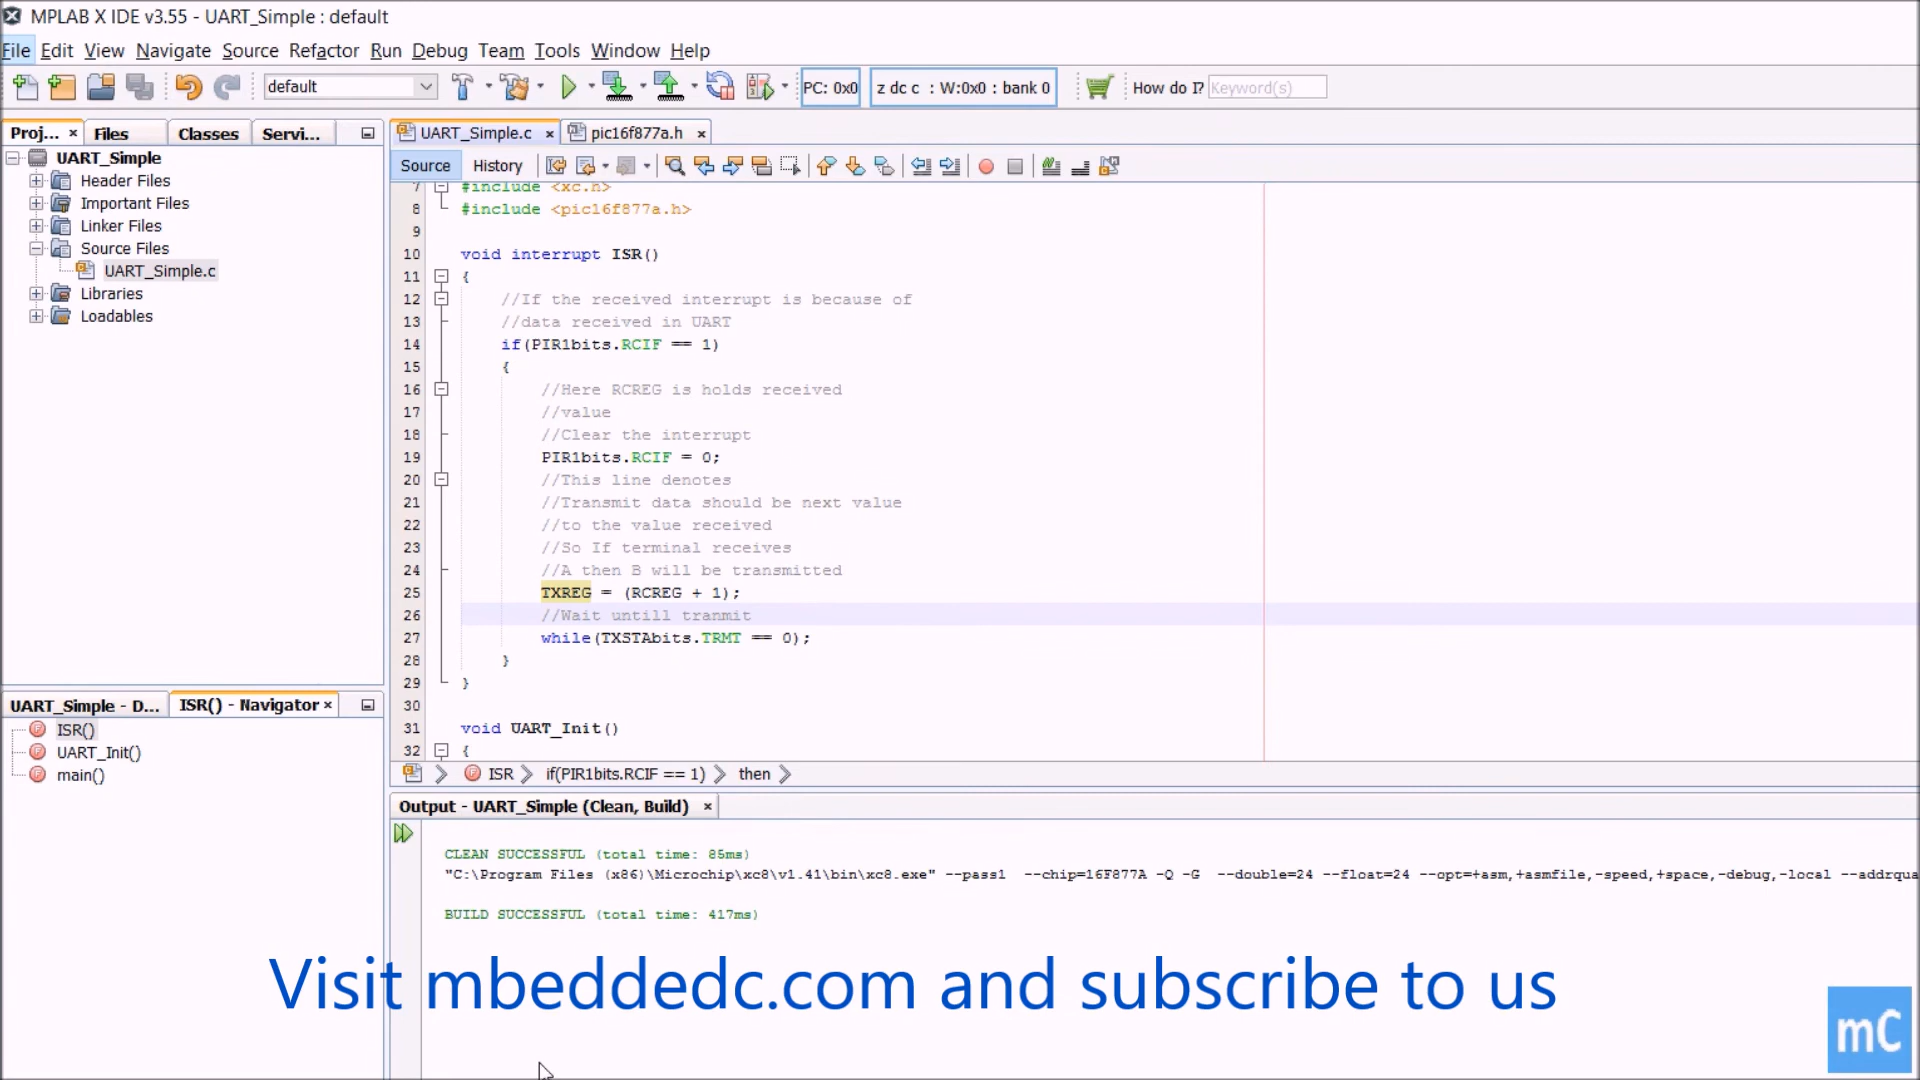 MPLAB X IDE v3.55 - UART_Simple : default
File Edit View Navigate Source Refactor Run Debug Team Tools Window Help
default PC: 0x0 z dc c : W:0x0 : bank 0 How do I? Keyword(s)
Proj... × Files Classes Servi...
UART_Simple
Header Files
Important Files
Linker Files
Source Files
UART_Simple.c
Libraries
Loadables
UART_Simple - D... ISR() - Navigator ×
ISR()
UART_Init()
main()
UART_Simple.c × pic16f877a.h ×
Source History
7 #include <xc.h>
8 #include <pic16f877a.h>
9
10 void interrupt ISR()
11 {
12 //If the received interrupt is because of
13 //data received in UART
14 if(PIR1bits.RCIF == 1)
15 {
16 //Here RCREG is holds received
17 //value
18 //Clear the interrupt
19 PIR1bits.RCIF = 0;
20 //This line denotes
21 //Transmit data should be next value
22 //to the value received
23 //So If terminal receives
24 //A then B will be transmitted
25 TXREG = (RCREG + 1);
26 //Wait untill tranmit
27 while(TXSTAbits.TRMT == 0);
28 }
29 }
30
31 void UART_Init()
32 {
ISR if(PIR1bits.RCIF == 1) then
Output - UART_Simple (Clean, Build) ×
CLEAN SUCCESSFUL (total time: 85ms)
"C:\Program Files (x86)\Microchip\xc8\v1.41\bin\xc8.exe" --pass1 --chip=16F877A -Q -G --double=24 --float=24 --opt=+asm,+asmfile,-speed,+space,-debug,-local --addrqua
BUILD SUCCESSFUL (total time: 417ms)
Visit mbeddedc.com and subscribe to us
mC